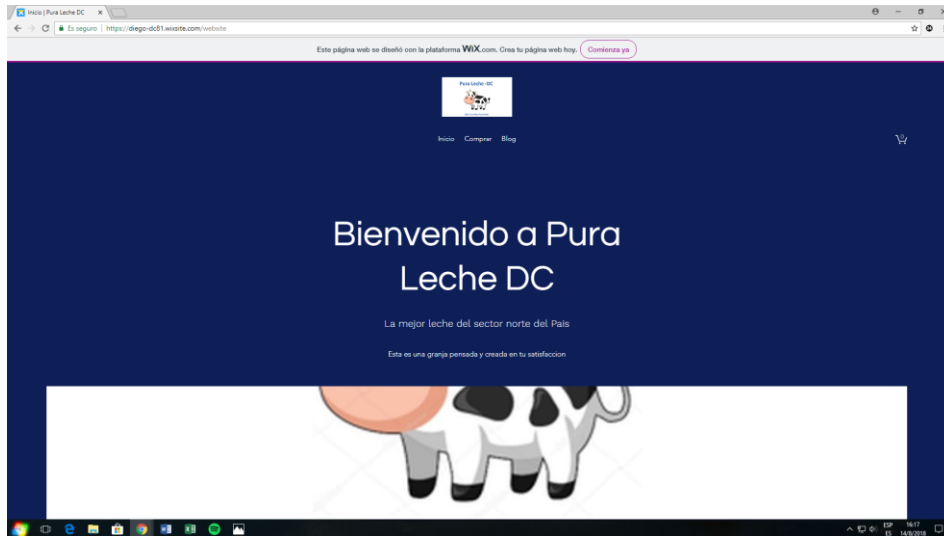 Inicio | Pura Leche DC
Es seguro | https://diego-dc81.wixsite.com/website
Este página web se diseñó con la plataforma WiX.com. Crea tu página web hoy. Comienza ya
Pura Leche -DC
Inicio Comprar Blog
0
Bienvenido a Pura
Leche DC
La mejor leche del sector norte del Pais
Esta es una granja pensada y creada en tu satisfaccion
ESP 16:17
ES 14/8/2018